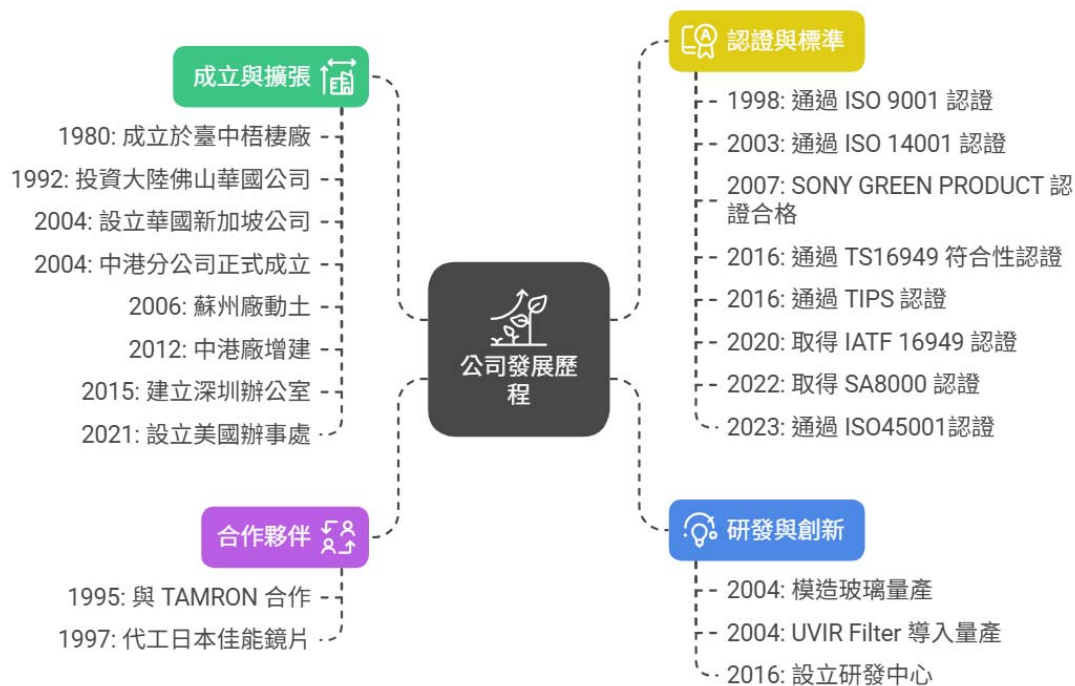 成立與擴張
1980: 成立於臺中梧棲廠
1992: 投資大陸佛山華國公司
2004: 設立華國新加坡公司
2004: 中港分公司正式成立
2006: 蘇州廠動土
2012: 中港廠增建
2015: 建立深圳辦公室
2021: 設立美國辦事處
認證與標準
1998: 通過 ISO 9001 認證
2003: 通過 ISO 14001 認證
2007: SONY GREEN PRODUCT 認
證合格
2016: 通過 TS16949 符合性認證
2016: 通過 TIPS 認證
2020: 取得 IATF 16949 認證
2022: 取得 SA8000 認證
2023: 通過 ISO45001認證
公司發展歷
程
合作夥伴
1995: 與 TAMRON 合作
1997: 代工日本佳能鏡片
研發與創新
2004: 模造玻璃量產
2004: UVIR Filter 導入量產
2016: 設立研發中心